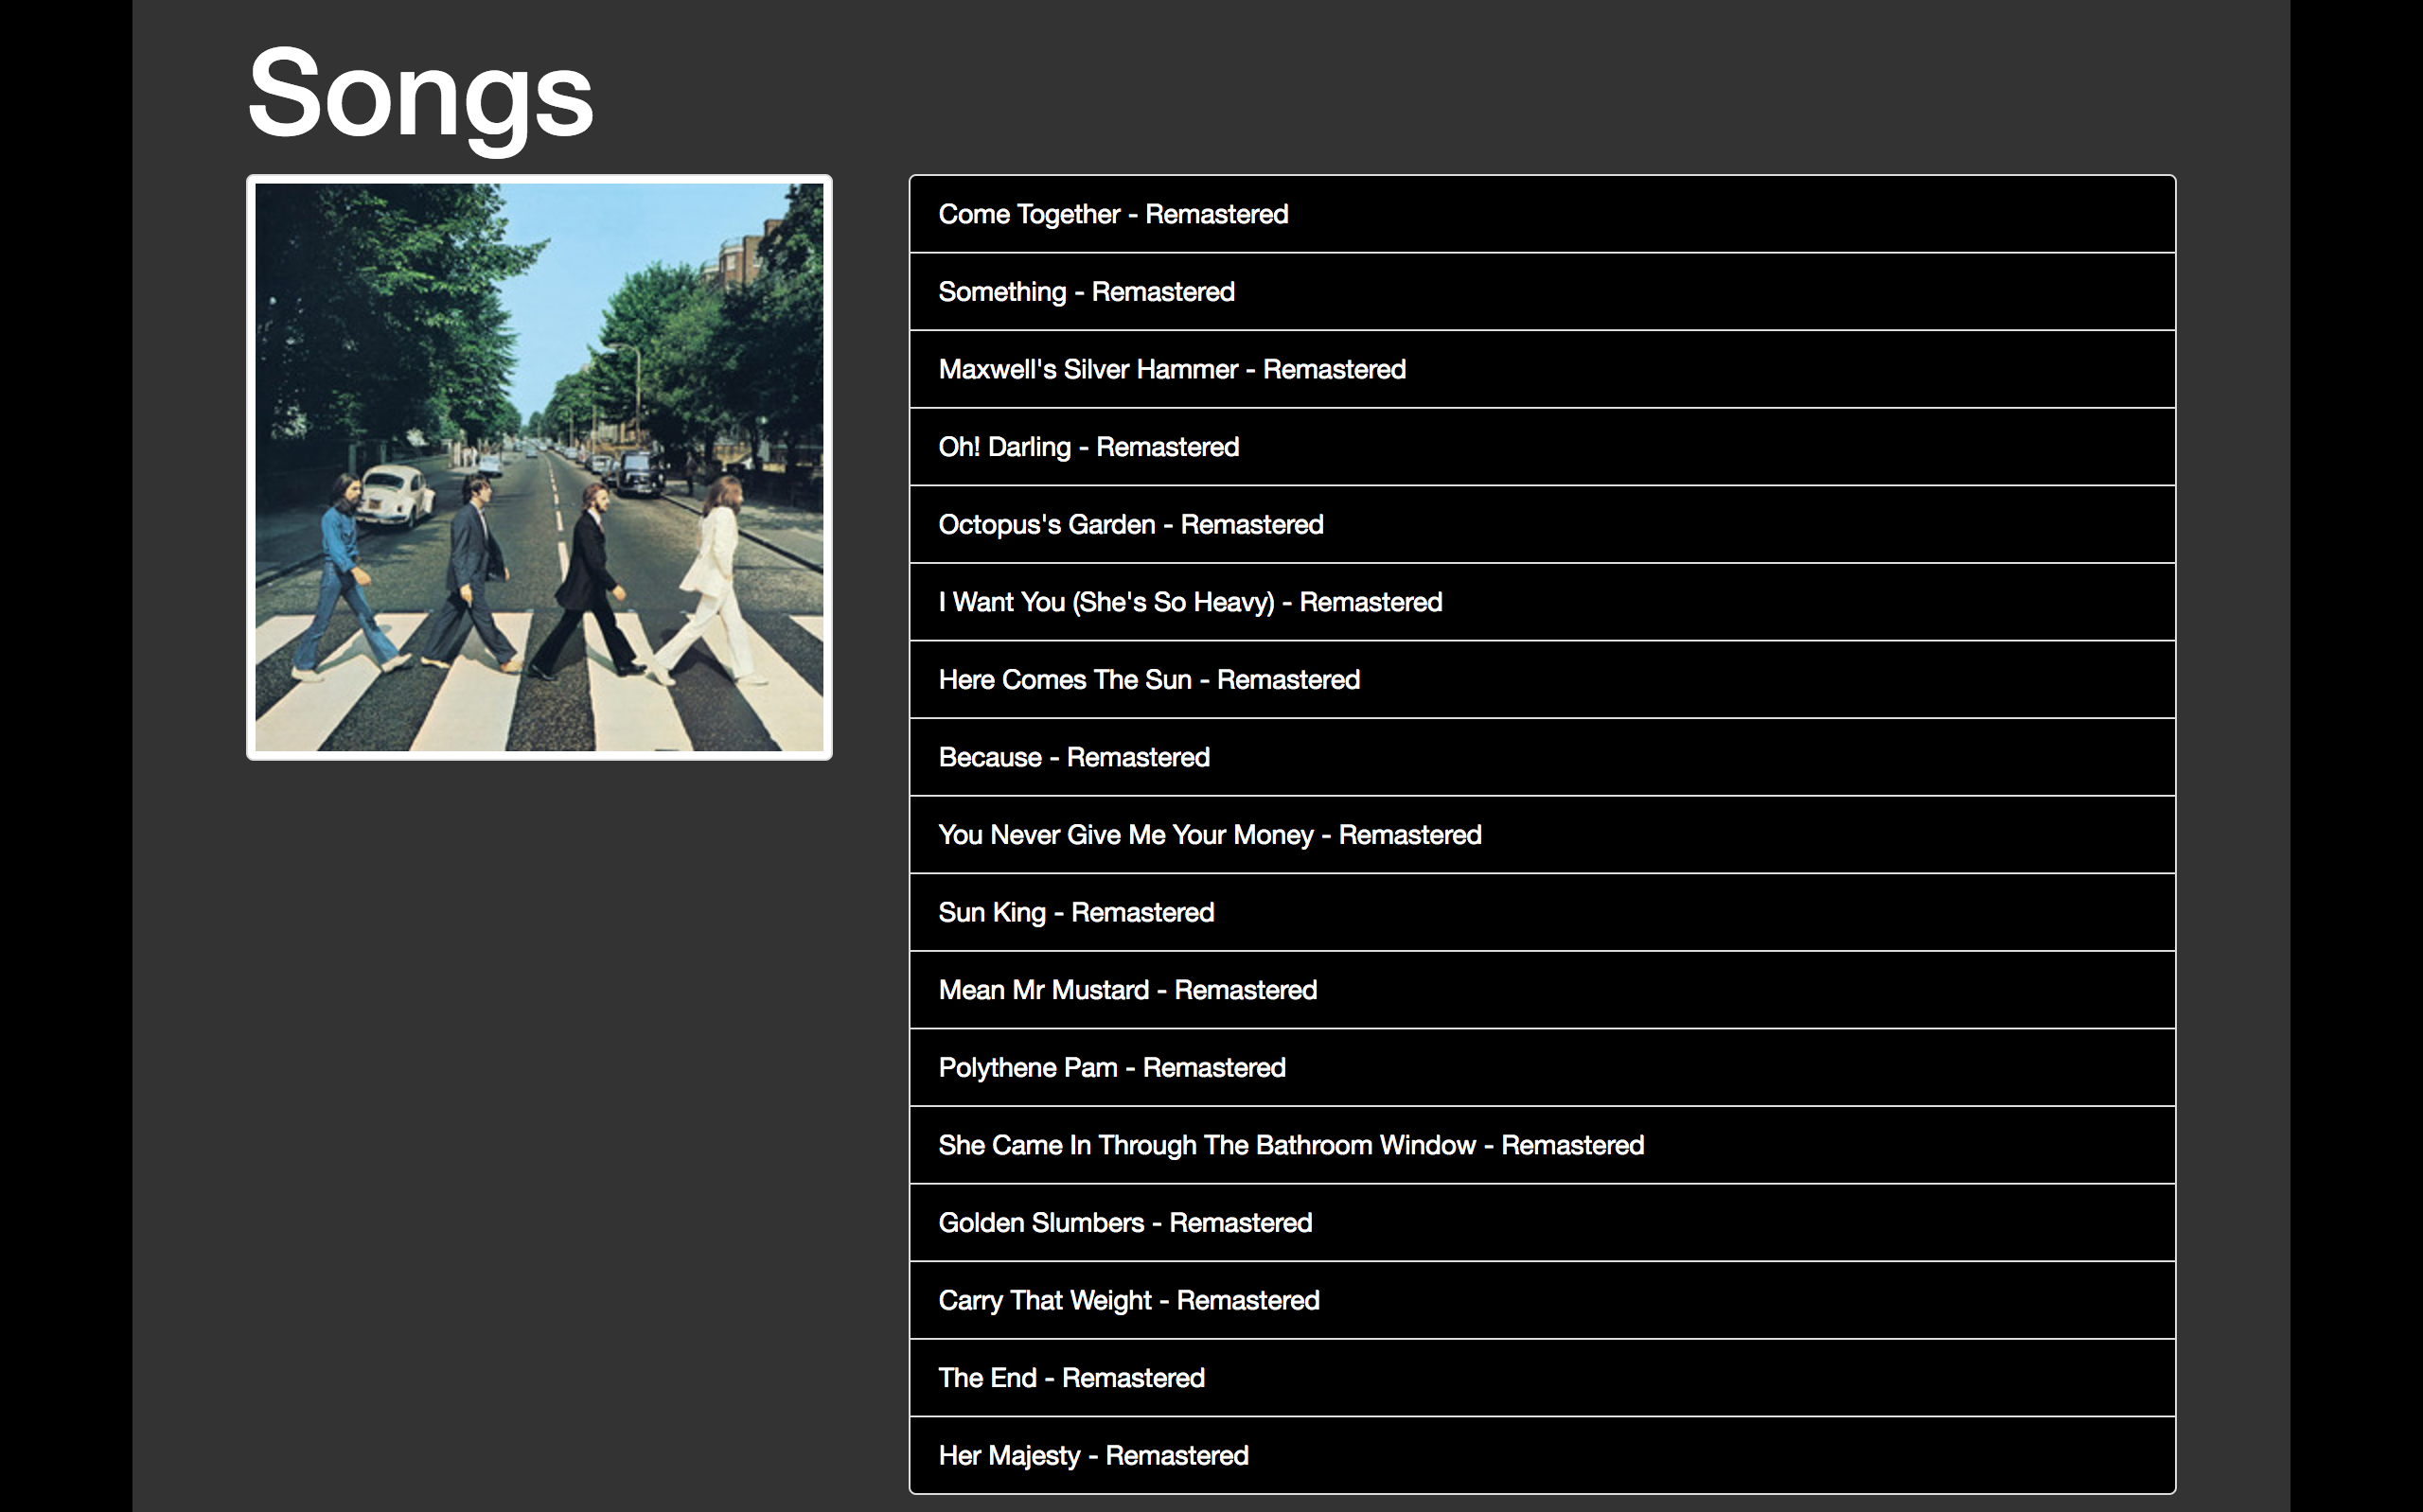 Songs
Come Together - Remastered
Something - Remastered
Maxwell's Silver Hammer - Remastered
Oh! Darling - Remastered
Octopus's Garden - Remastered
I Want You (She's So Heavy) - Remastered
Here Comes The Sun - Remastered
Because - Remastered
You Never Give Me Your Money - Remastered
Sun King - Remastered
Mean Mr Mustard - Remastered
Polythene Pam - Remastered
She Came In Through The Bathroom Window - Remastered
Golden Slumbers - Remastered
Carry That Weight - Remastered
The End - Remastered
Her Majesty - Remastered